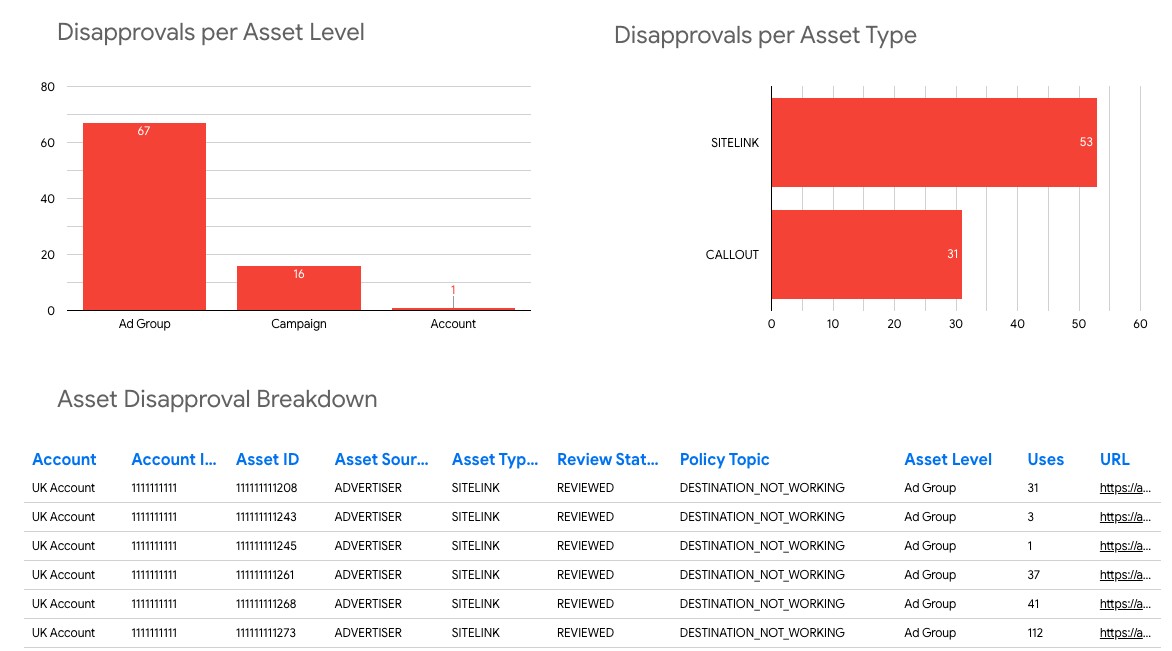 Disapprovals per Asset Level
Disapprovals per Asset Type
80
60
40
20
0
67
16
1
Ad Group Campaign Account
SITELINK 53
CALLOUT 31
0 10 20 30 40 50 60
Asset Disapproval Breakdown
Account Account I... Asset ID Asset Sour... Asset Typ... Review Stat... Policy Topic Asset Level Uses URL
UK Account 1111111111 111111111208 ADVERTISER SITELINK REVIEWED DESTINATION_NOT_WORKING Ad Group 31 https://a...
UK Account 1111111111 111111111243 ADVERTISER SITELINK REVIEWED DESTINATION_NOT_WORKING Ad Group 3 https://a...
UK Account 1111111111 111111111245 ADVERTISER SITELINK REVIEWED DESTINATION_NOT_WORKING Ad Group 1 https://a...
UK Account 1111111111 111111111261 ADVERTISER SITELINK REVIEWED DESTINATION_NOT_WORKING Ad Group 37 https://a...
UK Account 1111111111 111111111268 ADVERTISER SITELINK REVIEWED DESTINATION_NOT_WORKING Ad Group 41 https://a...
UK Account 1111111111 111111111273 ADVERTISER SITELINK REVIEWED DESTINATION_NOT_WORKING Ad Group 112 https://a...